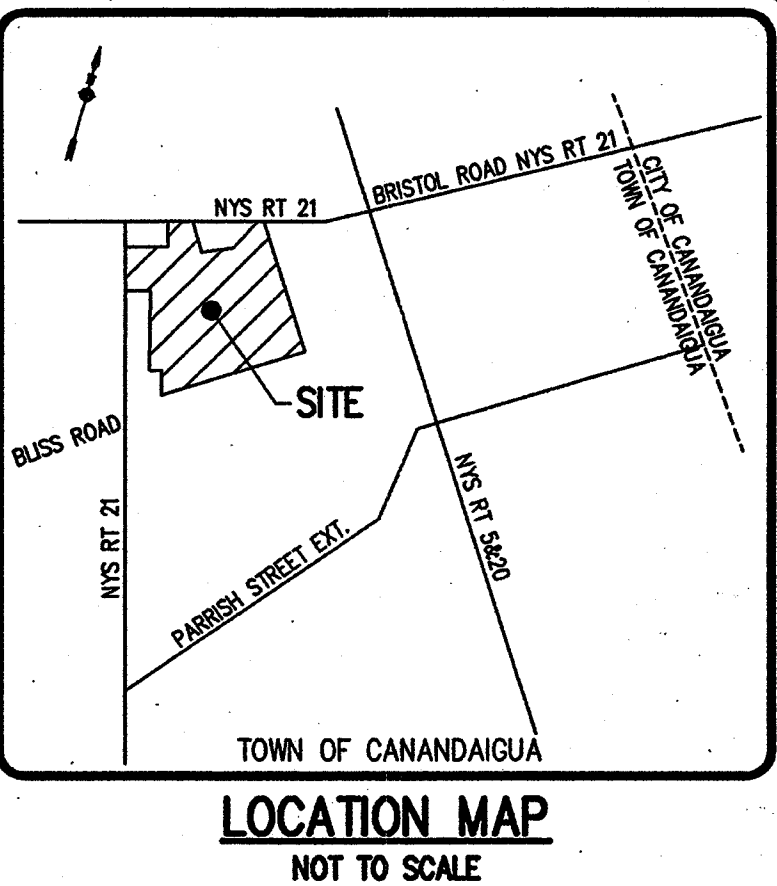 NYS RT 21
BRISTOL ROAD NYS RT 21
CITY OF CANANDAIGUA
TOWN OF CANANDAIGUA
SITE
BLISS ROAD
NYS RT 21
NYS RT 5&20
PARRISH STREET EXT.
TOWN OF CANANDAIGUA
LOCATION MAP
NOT TO SCALE